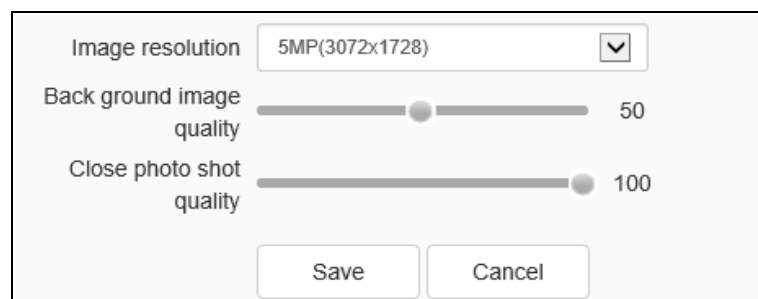 Image resolution 5MP(3072x1728)
Back ground image
quality 50
Close photo shot
quality 100
Save Cancel